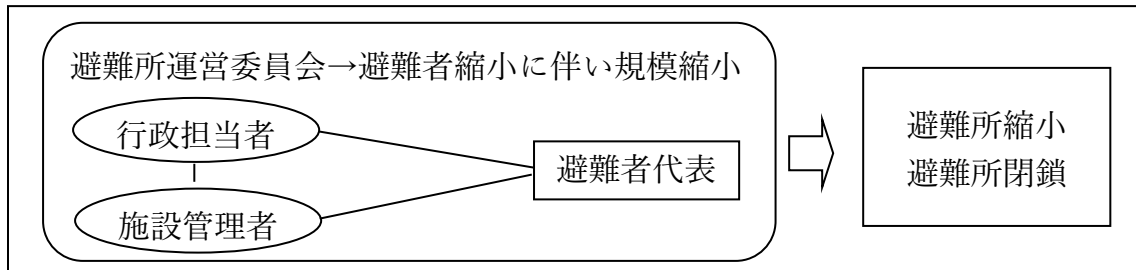 避難所運営委員会→避難者縮小に伴い規模縮小
行政担当者
施設管理者
避難者代表
避難所縮小
避難所閉鎖